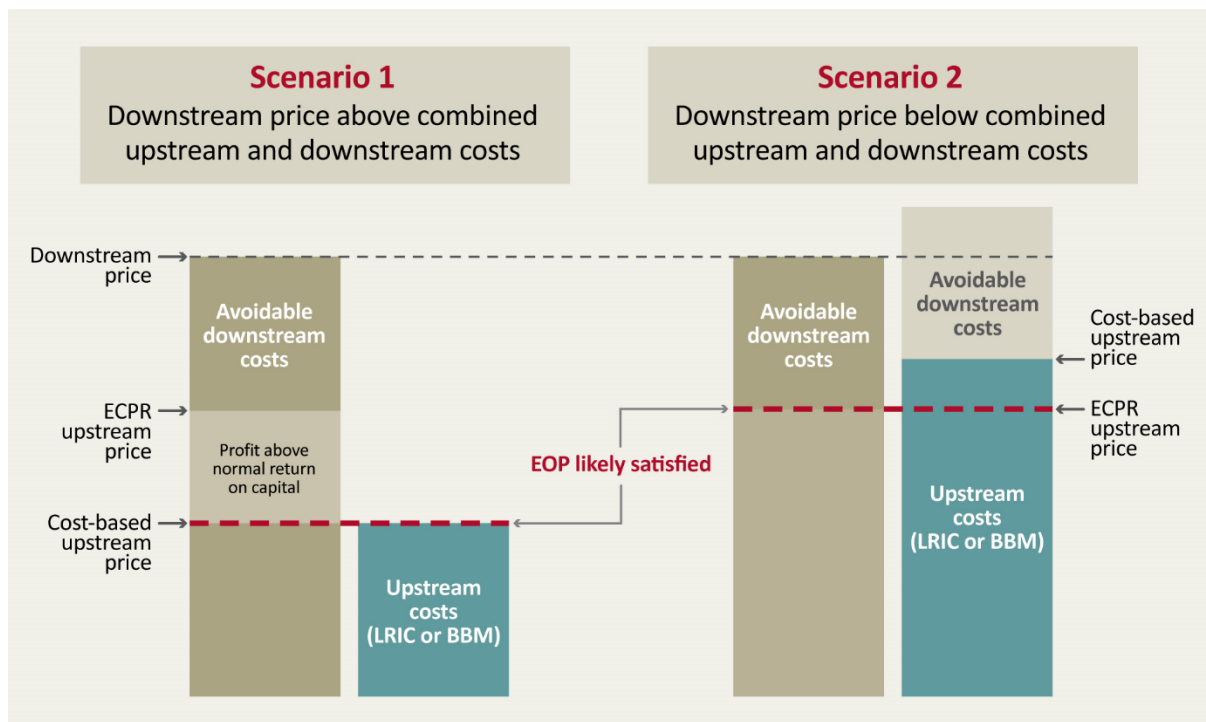 Scenario 1
Downstream price above combined
upstream and downstream costs
Scenario 2
Downstream price below combined
upstream and downstream costs
Downstream
price
Avoidable
downstream
costs
ECPR
upstream
price
Profit above
normal return
on capital
Cost-based
upstream
price
Upstream
costs
(LRIC or BBM)
EOP likely satisfied
Avoidable
downstream
costs
Avoidable
downstream
costs
Cost-based
upstream
price
ECPR
upstream
price
Upstream
costs
(LRIC or BBM)